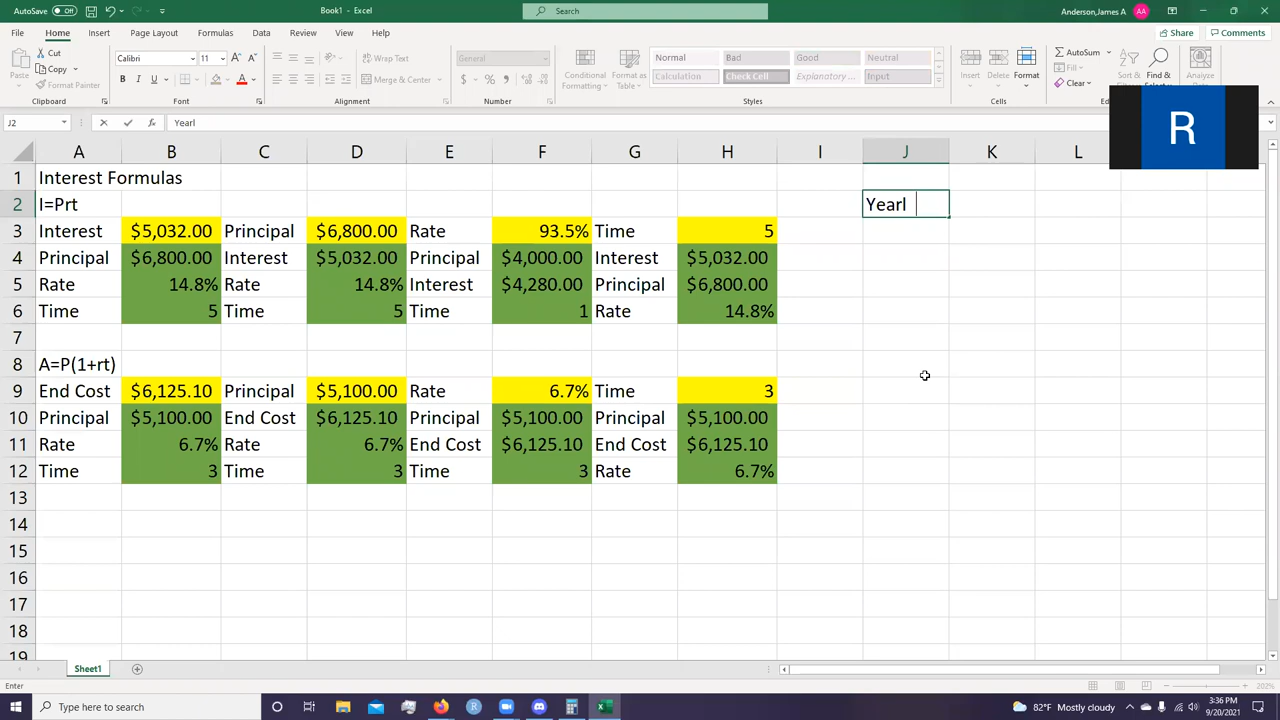 AutoSave Off Book1 - Excel Search Anderson,James A AA
File Home Insert Page Layout Formulas Data Review View Help Share Comments
Cut Calibri 11 Wrap Text General Normal Bad Good Neutral AutoSum
Paste Copy Conditional Format as Calculation Check Cell Explanatory ... Input Insert Delete Format Fill Find & Analyze
Format Painter B I U Merge & Center $ % Formatting Table Clear
Clipboard Font Alignment Number Styles Cells
J2 fx Yearl R
A B C D E F G H I J K L
1 Interest Formulas
2 I=Prt Yearl
3 Interest $5,032.00 Principal $6,800.00 Rate 93.5% Time 5
4 Principal $6,800.00 Interest $5,032.00 Principal $4,000.00 Interest $5,032.00
5 Rate 14.8% Rate 14.8% Interest $4,280.00 Principal $6,800.00
6 Time 5 Time 5 Time 1 Rate 14.8%
7
8 A=P(1+rt)
9 End Cost $6,125.10 Principal $5,100.00 Rate 6.7% Time 3
10 Principal $5,100.00 End Cost $6,125.10 Principal $5,100.00 Principal $5,100.00
11 Rate 6.7% Rate 6.7% End Cost $6,125.10 End Cost $6,125.10
12 Time 3 Time 3 Time 3 Rate 6.7%
13
14
15
16
17
18
19
Sheet1
Enter 202%
Type here to search 82°F Mostly cloudy 3:36 PM
9/20/2021